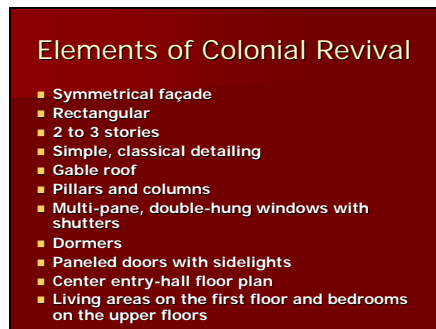 Elements of Colonial Revival
Symmetrical façade
Rectangular
2 to 3 stories
Simple, classical detailing
Gable roof
Pillars and columns
Multi-pane, double-hung windows with
shutters
Dormers
Paneled doors with sidelights
Center entry-hall floor plan
Living areas on the first floor and bedrooms
on the upper floors